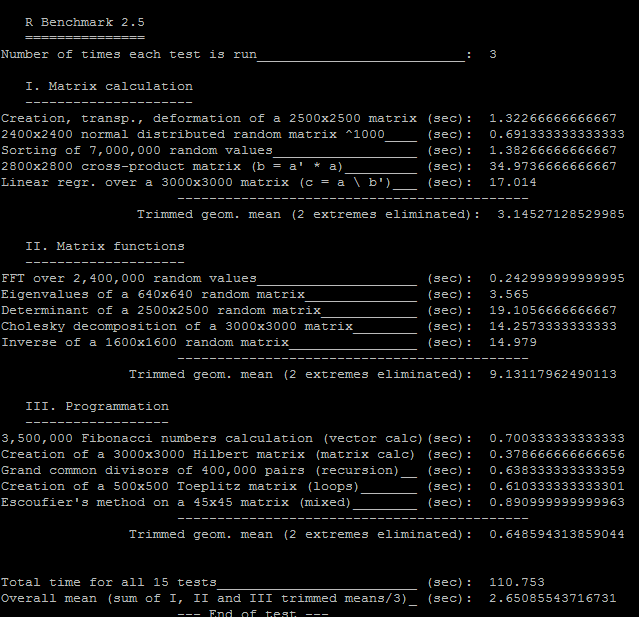 R Benchmark 2.5
===============
Number of times each test is run__________________________:  3

I. Matrix calculation
---------------------
Creation, transp., deformation of a 2500x2500 matrix (sec):  1.32266666666667
2400x2400 normal distributed random matrix ^1000____ (sec):  0.691333333333333
Sorting of 7,000,000 random values__________________ (sec):  1.38266666666667
2800x2800 cross-product matrix (b = a' * a)_________ (sec):  34.9736666666667
Linear regr. over a 3000x3000 matrix (c = a \ b')___ (sec):  17.014
--------------------------------------------
Trimmed geom. mean (2 extremes eliminated):  3.14527128529985

II. Matrix functions
--------------------
FFT over 2,400,000 random values____________________ (sec):  0.242999999999995
Eigenvalues of a 640x640 random matrix______________ (sec):  3.565
Determinant of a 2500x2500 random matrix____________ (sec):  19.1056666666667
Cholesky decomposition of a 3000x3000 matrix________ (sec):  14.2573333333333
Inverse of a 1600x1600 random matrix________________ (sec):  14.979
--------------------------------------------
Trimmed geom. mean (2 extremes eliminated):  9.13117962490113

III. Programmation
------------------
3,500,000 Fibonacci numbers calculation (vector calc)(sec):  0.700333333333333
Creation of a 3000x3000 Hilbert matrix (matrix calc) (sec):  0.378666666666656
Grand common divisors of 400,000 pairs (recursion)__ (sec):  0.638333333333359
Creation of a 500x500 Toeplitz matrix (loops)_______ (sec):  0.610333333333301
Escoufier's method on a 45x45 matrix (mixed)________ (sec):  0.890999999999963
--------------------------------------------
Trimmed geom. mean (2 extremes eliminated):  0.648594313859044

Total time for all 15 tests_________________________ (sec):  110.753
Overall mean (sum of I, II and III trimmed means/3)_ (sec):  2.65085543716731
--- End of test ---